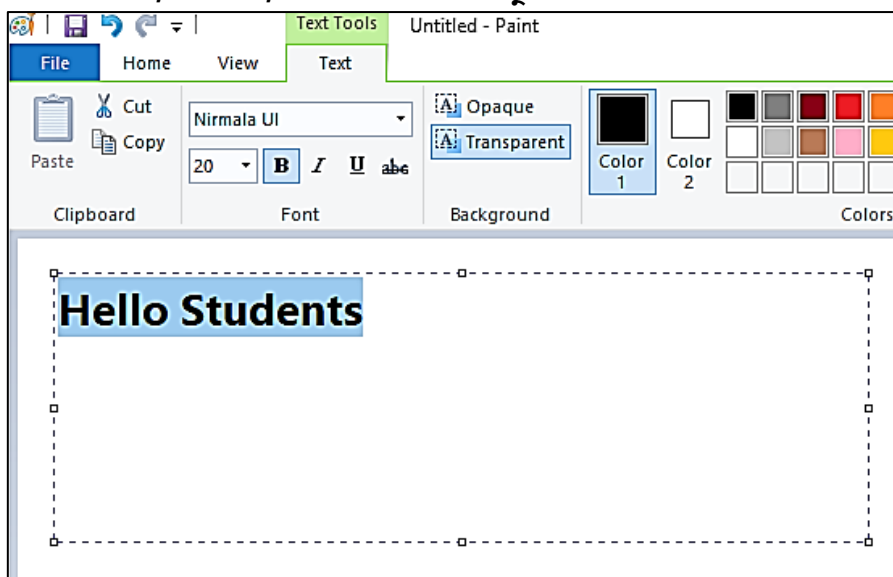 Text Tools Untitled - Paint
File Home View Text
Cut
Copy
Paste
Clipboard
Nirmala UI
20 B I U abc
Font
Opaque
Transparent
Background
Color 1
Color 2
Colors
Hello Students